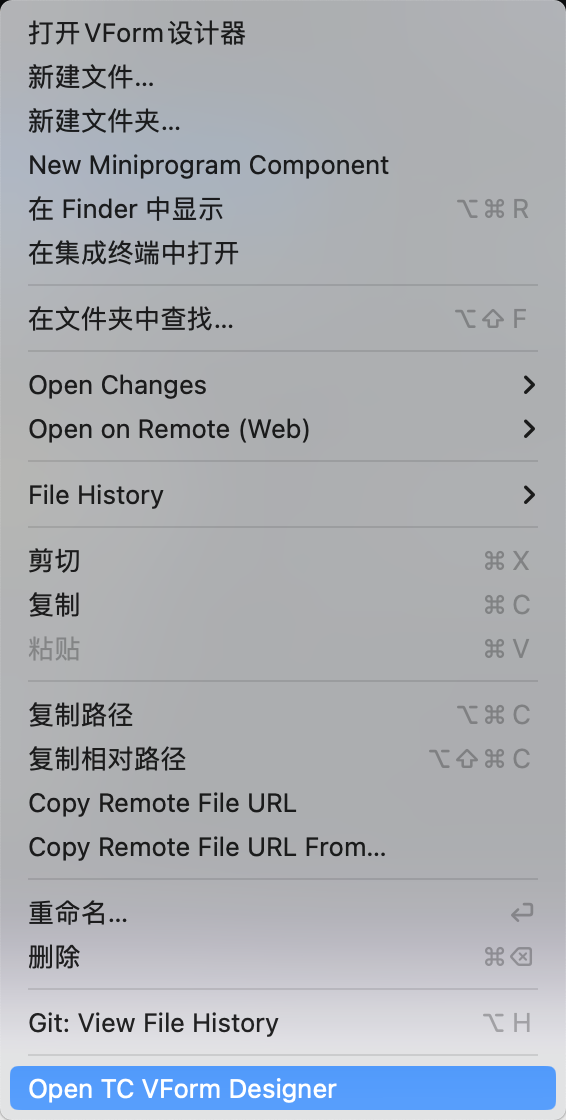 打开VForm设计器
新建文件...
新建文件夹...
New Miniprogram Component
在 Finder 中显示 ⌥⌘R
在集成终端中打开
在文件夹中查找... ⌥⇧F
Open Changes
Open on Remote (Web)
File History
剪切 ⌘X
复制 ⌘C
粘贴 ⌘V
复制路径 ⌥⌘C
复制相对路径 ⌥⇧⌘C
Copy Remote File URL
Copy Remote File URL From...
重命名... ↩
删除 ⌘⌫
Git: View File History ⌥H
Open TC VForm Designer